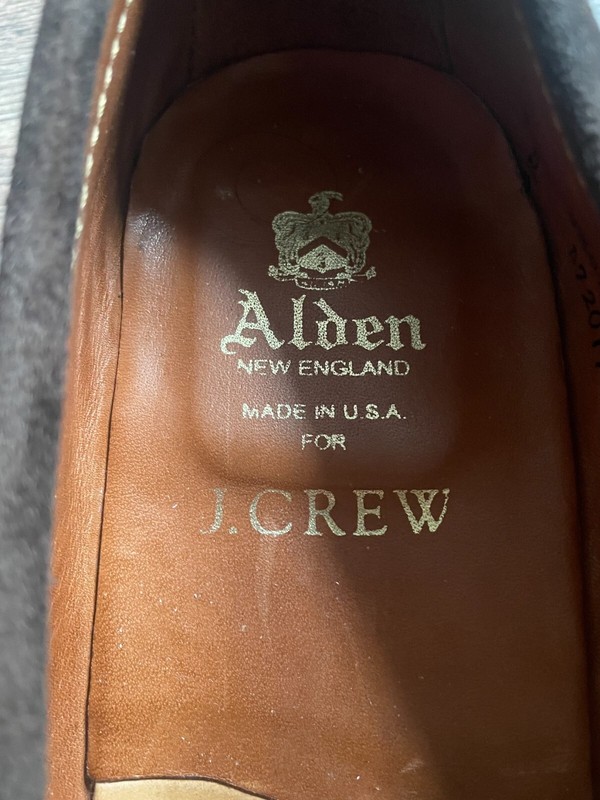 Alden
NEW ENGLAND
MADE IN U.S.A.
FOR
J.CREW